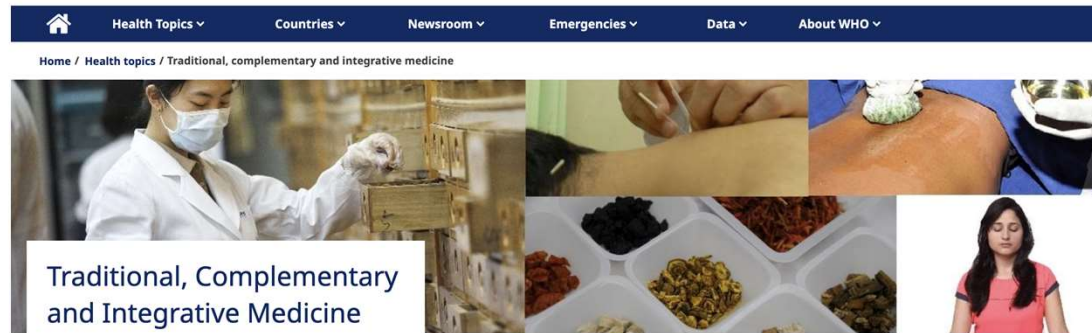 Health Topics
Countries
Newsroom
Emergencies
Data
About WHO
Home / Health topics / Traditional, complementary and integrative medicine
Traditional, Complementary
and Integrative Medicine